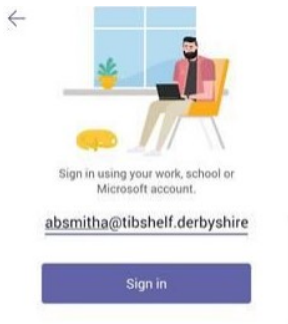 Sign in using your work, school or
Microsoft account.
absmitha@tibshelf.derbyshire
Sign in